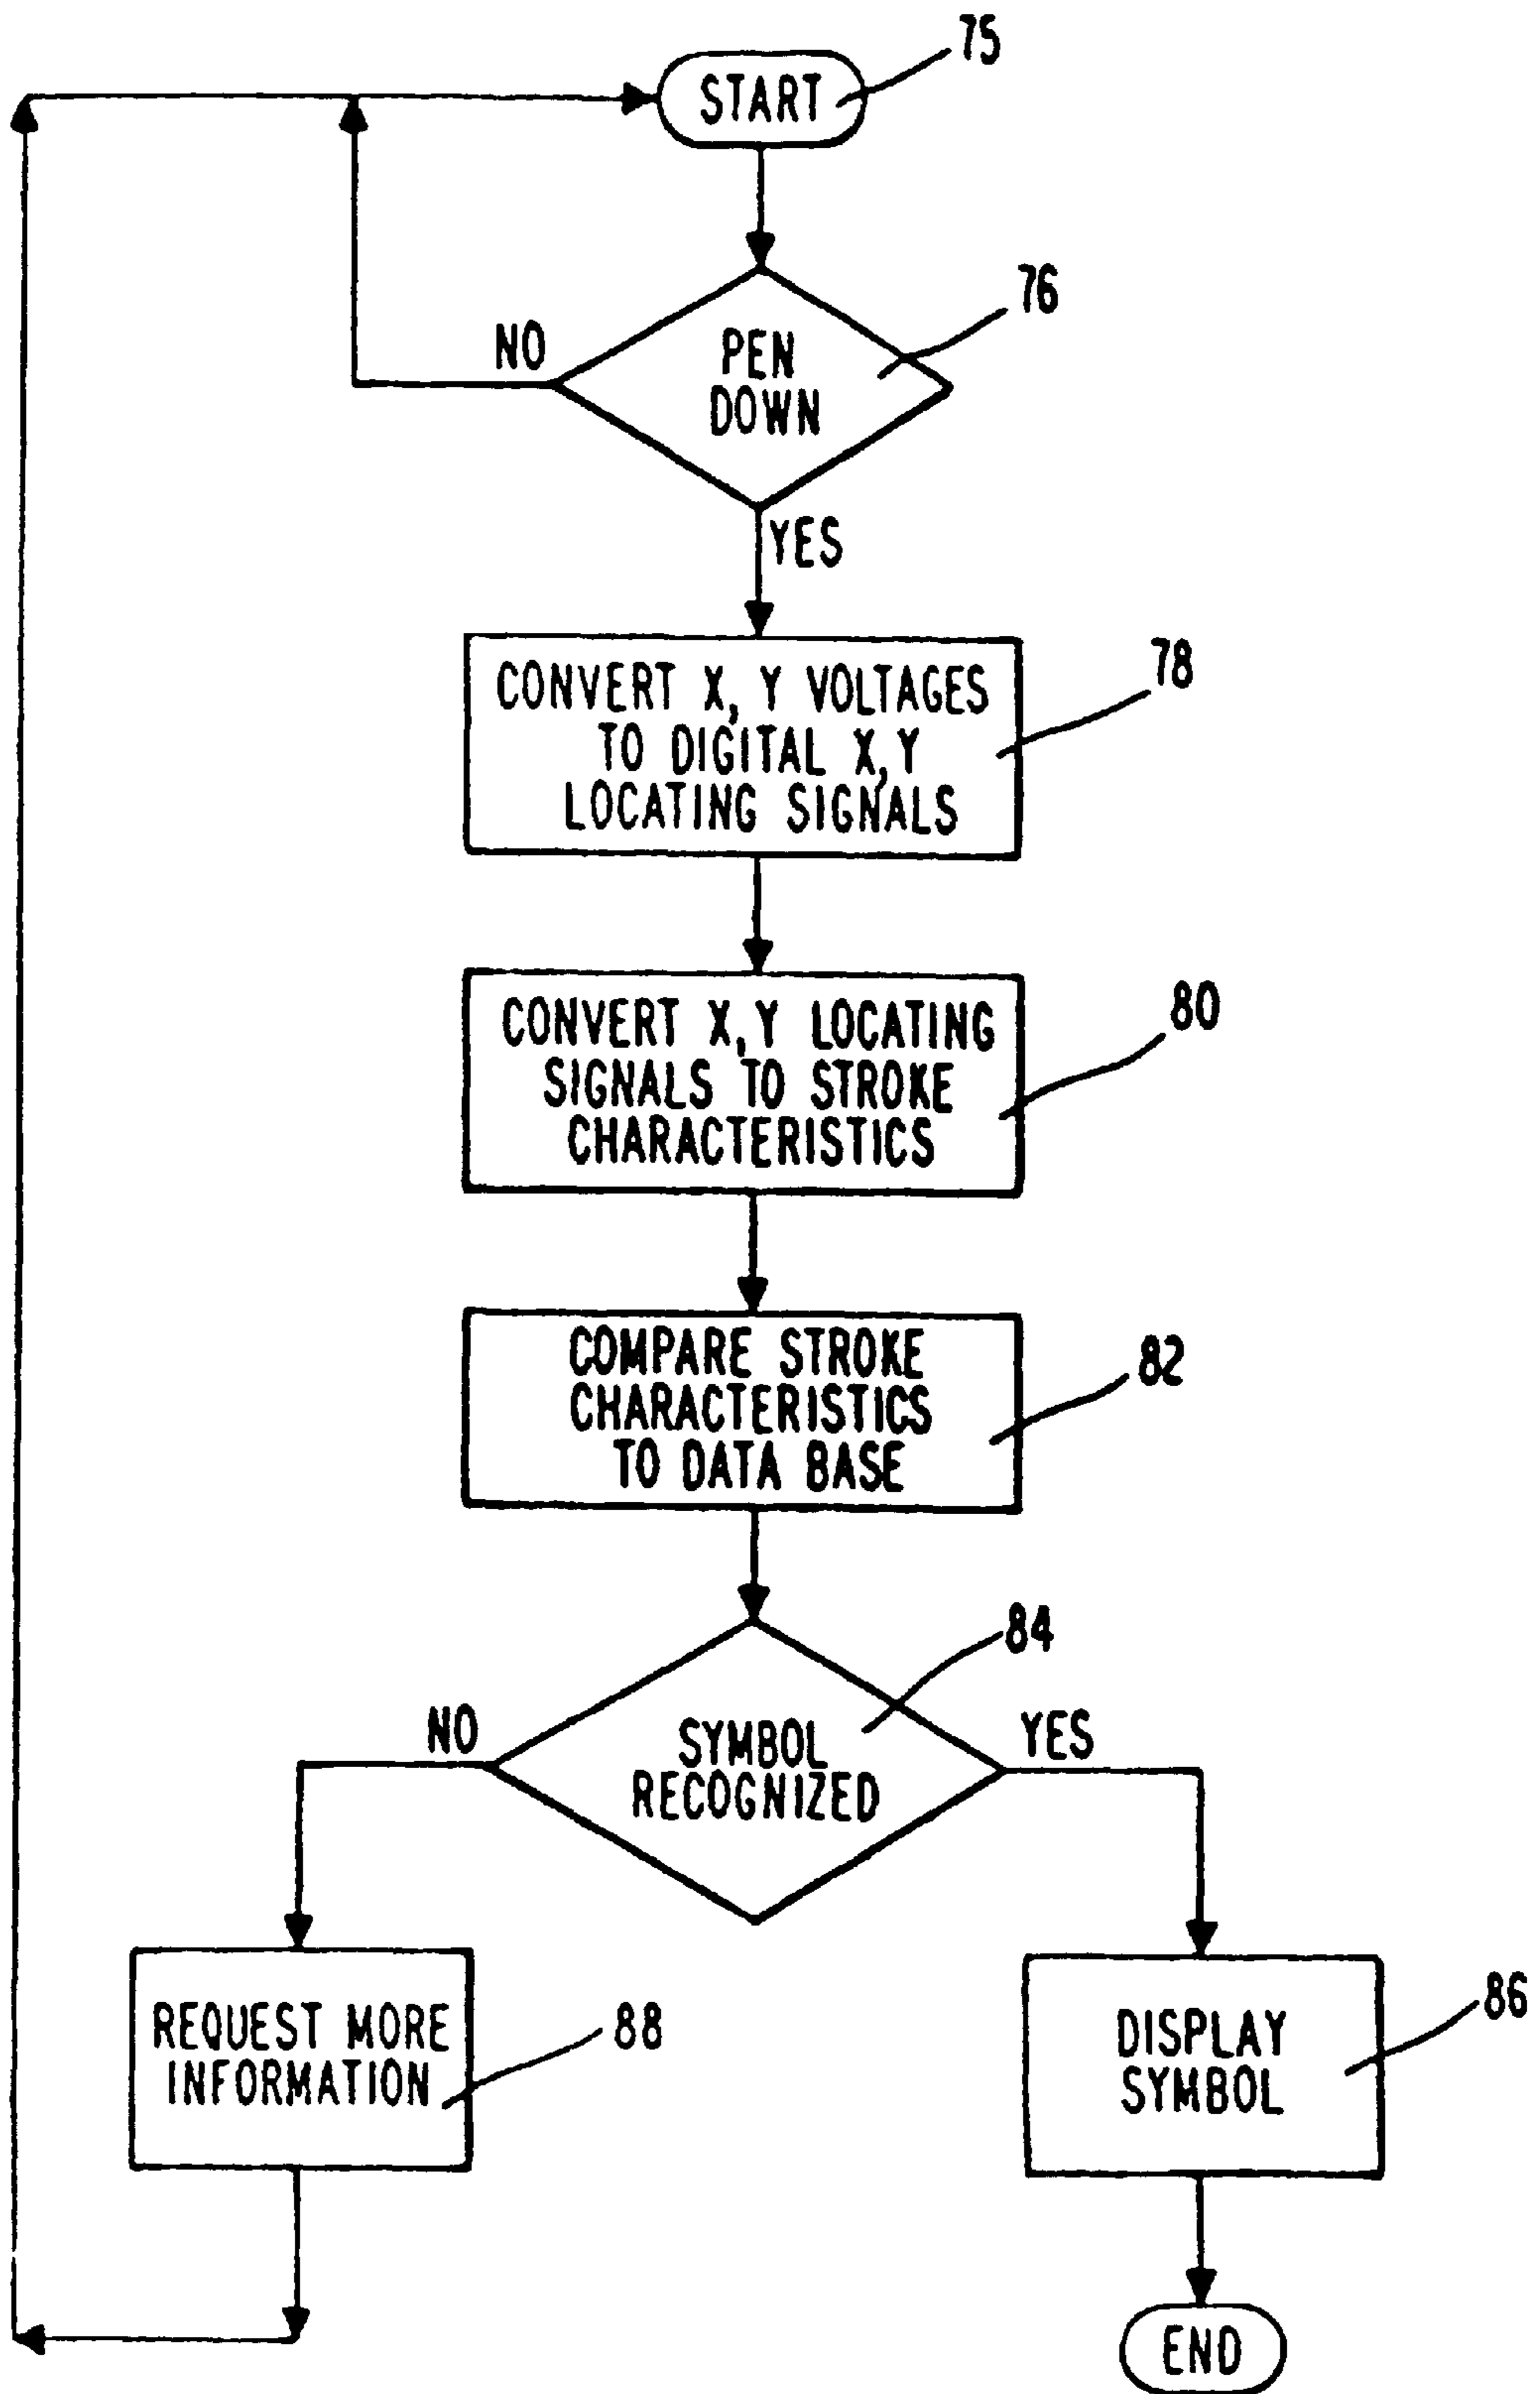 75
START
76
NO
PEN
DOWN
YES
78
CONVERT X, Y VOLTAGES
TO DIGITAL X, Y
LOCATING SIGNALS
80
CONVERT X, Y LOCATING
SIGNALS TO STROKE
CHARACTERISTICS
82
COMPARE STROKE
CHARACTERISTICS
TO DATA BASE
84
NO
SYMBOL
RECOGNIZED
YES
REQUEST MORE
INFORMATION
88
DISPLAY
SYMBOL
86
END